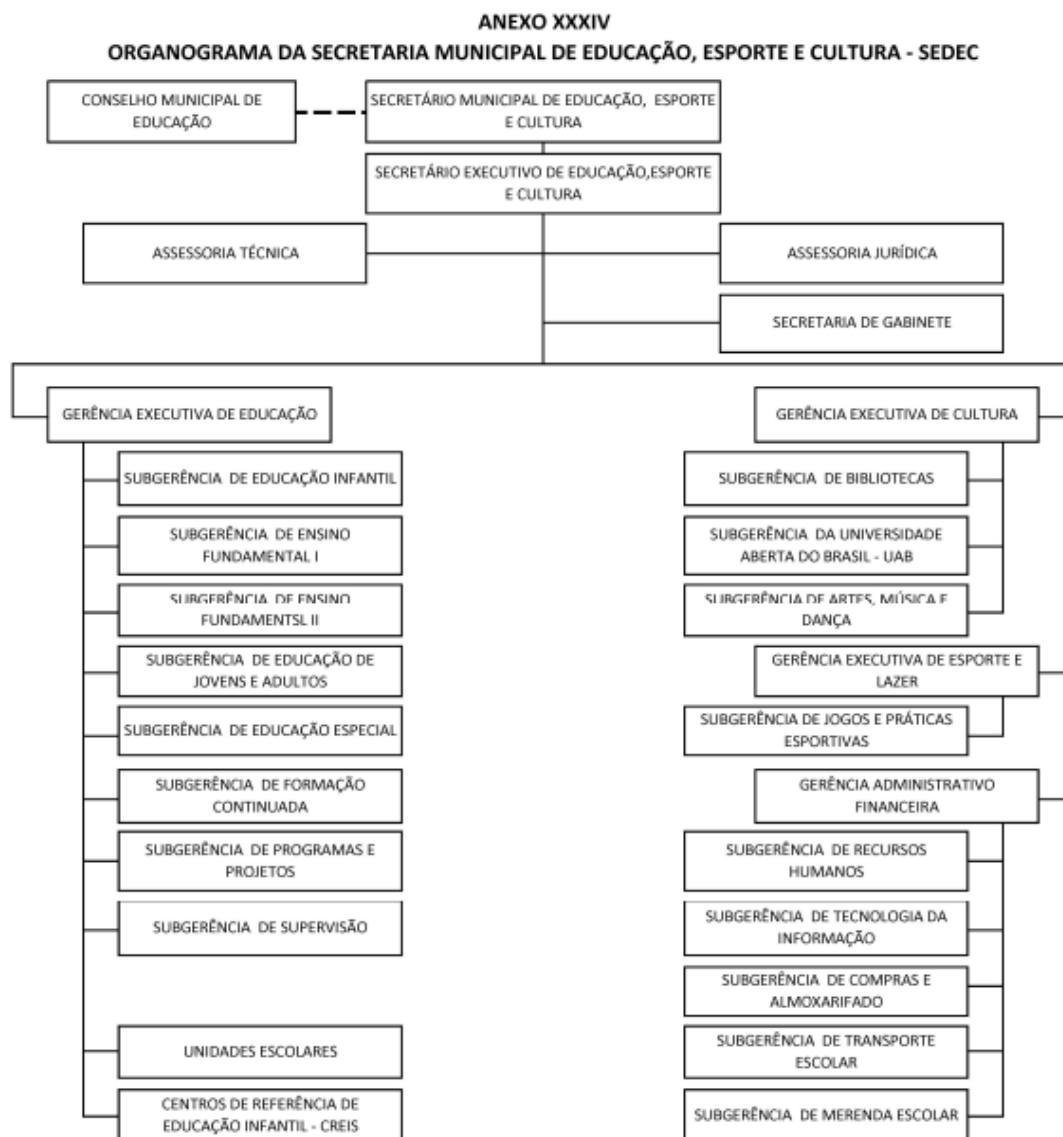 ANEXO XXXIV
ORGANOGRAMA DA SECRETARIA MUNICIPAL DE EDUCAÇÃO, ESPORTE E CULTURA - SEDEC
CONSELHO MUNICIPAL DE
EDUCAÇÃO
SECRETÁRIO MUNICIPAL DE EDUCAÇÃO, ESPORTE
E CULTURA
SECRETÁRIO EXECUTIVO DE EDUCAÇÃO,ESPORTE
E CULTURA
ASSESSORIA TÉCNICA
ASSESSORIA JURÍDICA
SECRETARIA DE GABINETE
GERÊNCIA EXECUTIVA DE EDUCAÇÃO
SUBGERÊNCIA DE EDUCAÇÃO INFANTIL
SUBGERÊNCIA DE ENSINO
FUNDAMENTAL I
SUBGERÊNCIA DE ENSINO
FUNDAMENTSL II
SUBGERÊNCIA DE EDUCAÇÃO DE
JOVENS E ADULTOS
SUBGERÊNCIA DE EDUCAÇÃO ESPECIAL
SUBGERÊNCIA DE FORMAÇÃO
CONTINUADA
SUBGERÊNCIA DE PROGRAMAS E
PROJETOS
SUBGERÊNCIA DE SUPERVISÃO
UNIDADES ESCOLARES
CENTROS DE REFERÊNCIA DE
EDUCAÇÃO INFANTIL - CREIS
GERÊNCIA EXECUTIVA DE CULTURA
SUBGERÊNCIA DE BIBLIOTECAS
SUBGERÊNCIA DA UNIVERSIDADE
ABERTA DO BRASIL - UAB
SUBGERÊNCIA DE ARTES, MÚSICA E
DANÇA
GERÊNCIA EXECUTIVA DE ESPORTE E
LAZER
SUBGERÊNCIA DE JOGOS E PRÁTICAS
ESPORTIVAS
GERÊNCIA ADMINISTRATIVO
FINANCEIRA
SUBGERÊNCIA DE RECURSOS
HUMANOS
SUBGERÊNCIA DE TECNOLOGIA DA
INFORMAÇÃO
SUBGERÊNCIA DE COMPRAS E
ALMOXARIFADO
SUBGERÊNCIA DE TRANSPORTE
ESCOLAR
SUBGERÊNCIA DE MERENDA ESCOLAR